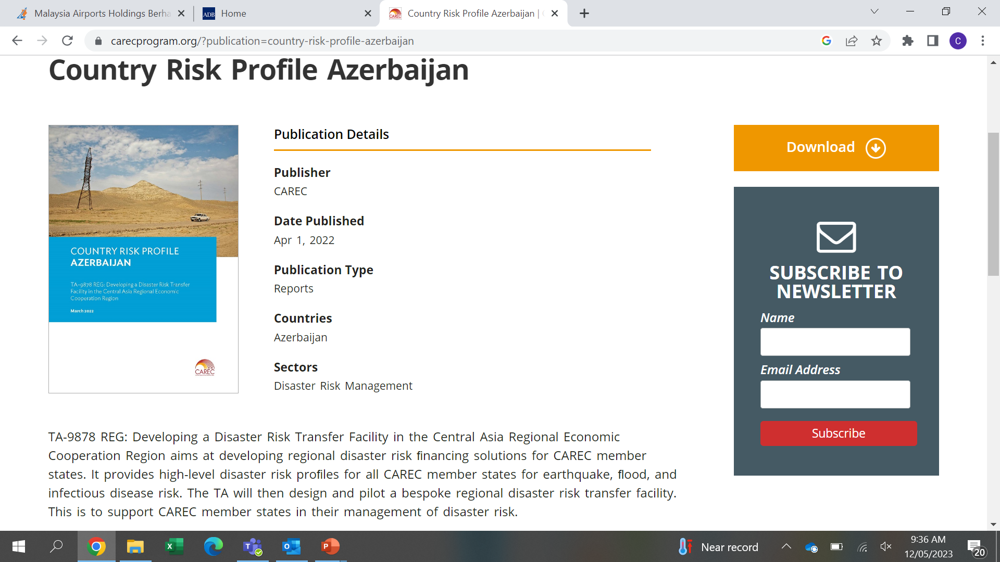 Malaysia Airports Holdings Berha
Home
Country Risk Profile Azerbaijan |
carecprogram.org/?publication=country-risk-profile-azerbaijan
C
Country Risk Profile Azerbaijan
COUNTRY RISK PROFILE
AZERBAIJAN
TA-9878 REG: Developing a Disaster Risk Transfer
Facility in the Central Asia Regional Economic
Cooperation Region
March 2022
CAREC
Publication Details
Publisher
CAREC
Date Published
Apr 1, 2022
Publication Type
Reports
Countries
Azerbaijan
Sectors
Disaster Risk Management
Download
SUBSCRIBE TO
NEWSLETTER
Name
Email Address
Subscribe
TA-9878 REG: Developing a Disaster Risk Transfer Facility in the Central Asia Regional Economic
Cooperation Region aims at developing regional disaster risk financing solutions for CAREC member
states. It provides high-level disaster risk profiles for all CAREC member states for earthquake, flood, and
infectious disease risk. The TA will then design and pilot a bespoke regional disaster risk transfer facility.
This is to support CAREC member states in their management of disaster risk.
Near record
9:36 AM
12/05/2023
20